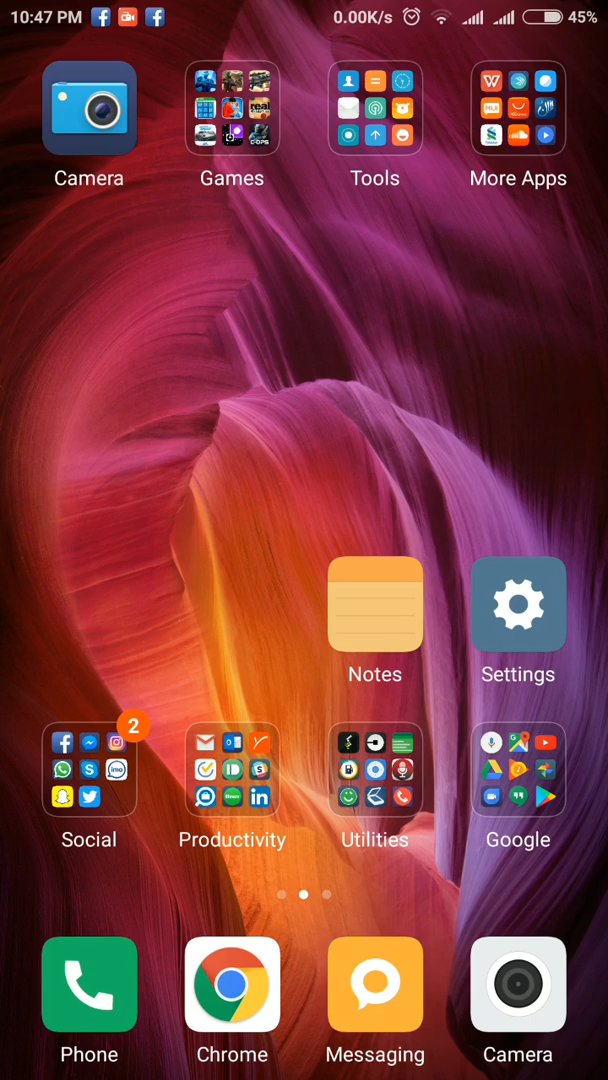 10:47 PM 0.00K/s 45%
Camera Games Tools More Apps
Notes Settings
2
Social Productivity Utilities Google
Phone Chrome Messaging Camera